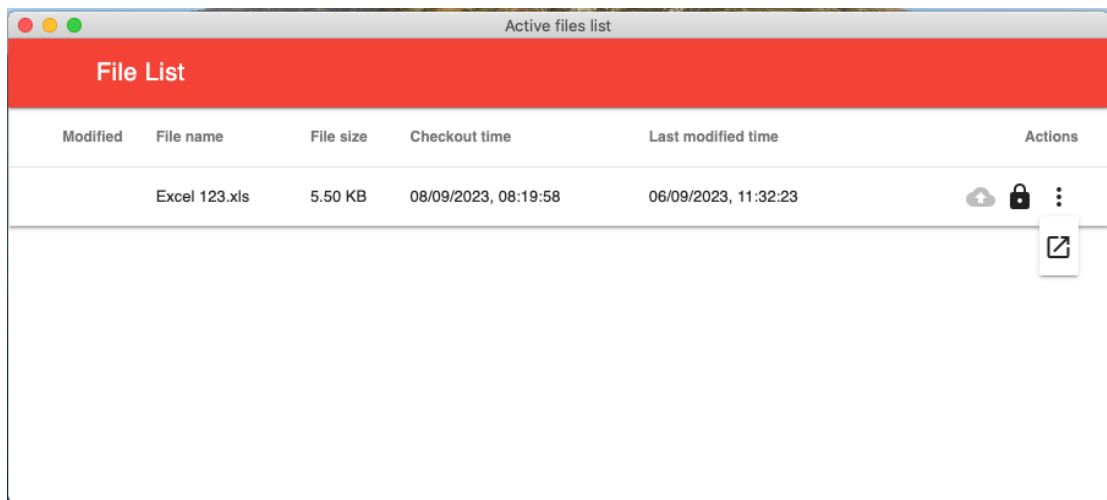 Active files list
File List
Modified File name File size Checkout time Last modified time Actions
Excel 123.xls 5.50 KB 08/09/2023, 08:19:58 06/09/2023, 11:32:23